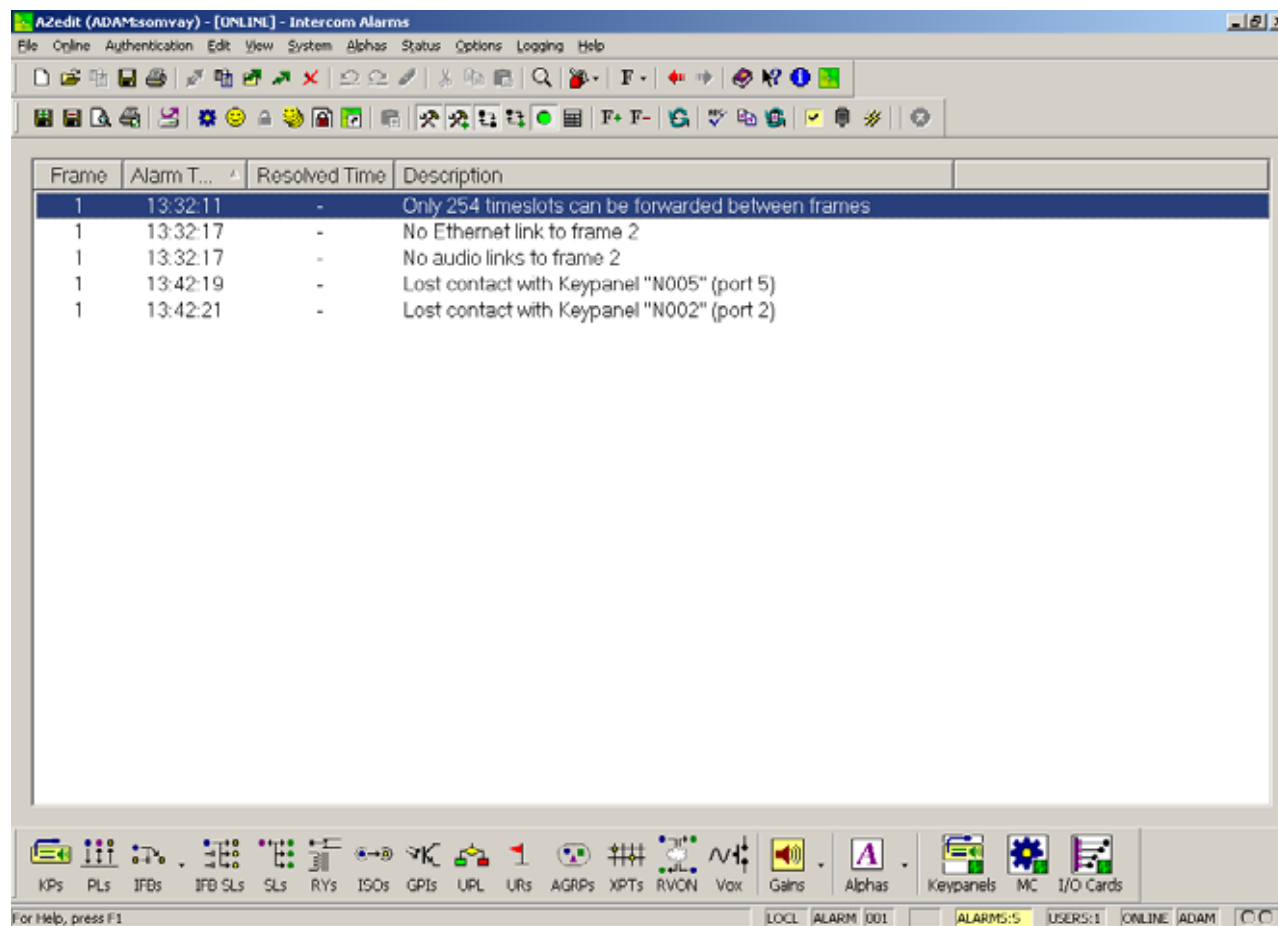 AZedit (ADAM:somvay) - [ONLINE] - Intercom Alarms
File Online Authentication Edit View System Alphas Status Options Logging Help
F
F+ F-
Frame Alarm T... Resolved Time Description
1 13:32:11 - Only 254 timeslots can be forwarded between frames
1 13:32:17 - No Ethernet link to frame 2
1 13:32:17 - No audio links to frame 2
1 13:42:19 - Lost contact with Keypanel "N005" (port 5)
1 13:42:21 - Lost contact with Keypanel "N002" (port 2)
KPs PLs IFBs IFB SLs SLs RYs ISOs GPIs UPL URs AGRPs XPTs RVON Vox Gains Alphas Keypanels MC I/O Cards
For Help, press F1 LOCL ALARM 001 ALARMS:5 USERS:1 ONLINE ADAM